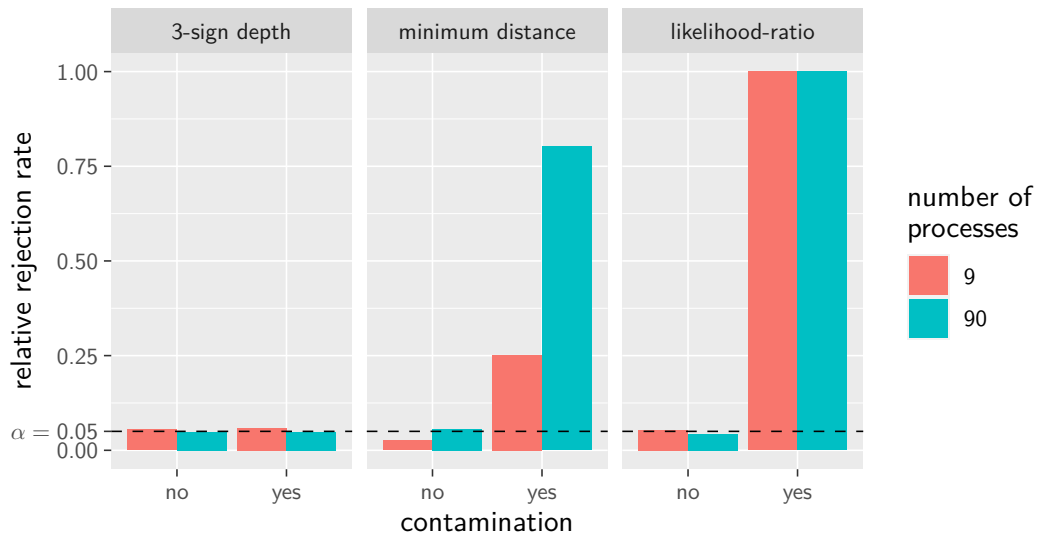 3-sign depth
minimum distance
likelihood-ratio
relative rejection rate
1.00
0.75
0.50
0.25
α = 0.05
0.00
no
yes
no
yes
no
yes
contamination
number of
processes
9
90